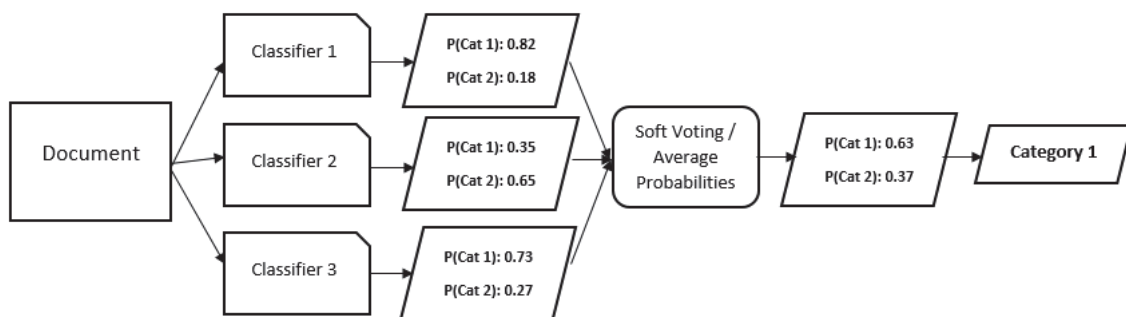 Document
Classifier 1
P(Cat 1): 0.82
P(Cat 2): 0.18
Classifier 2
P(Cat 1): 0.35
P(Cat 2): 0.65
Classifier 3
P(Cat 1): 0.73
P(Cat 2): 0.27
Soft Voting /
Average
Probabilities
P(Cat 1): 0.63
P(Cat 2): 0.37
Category 1